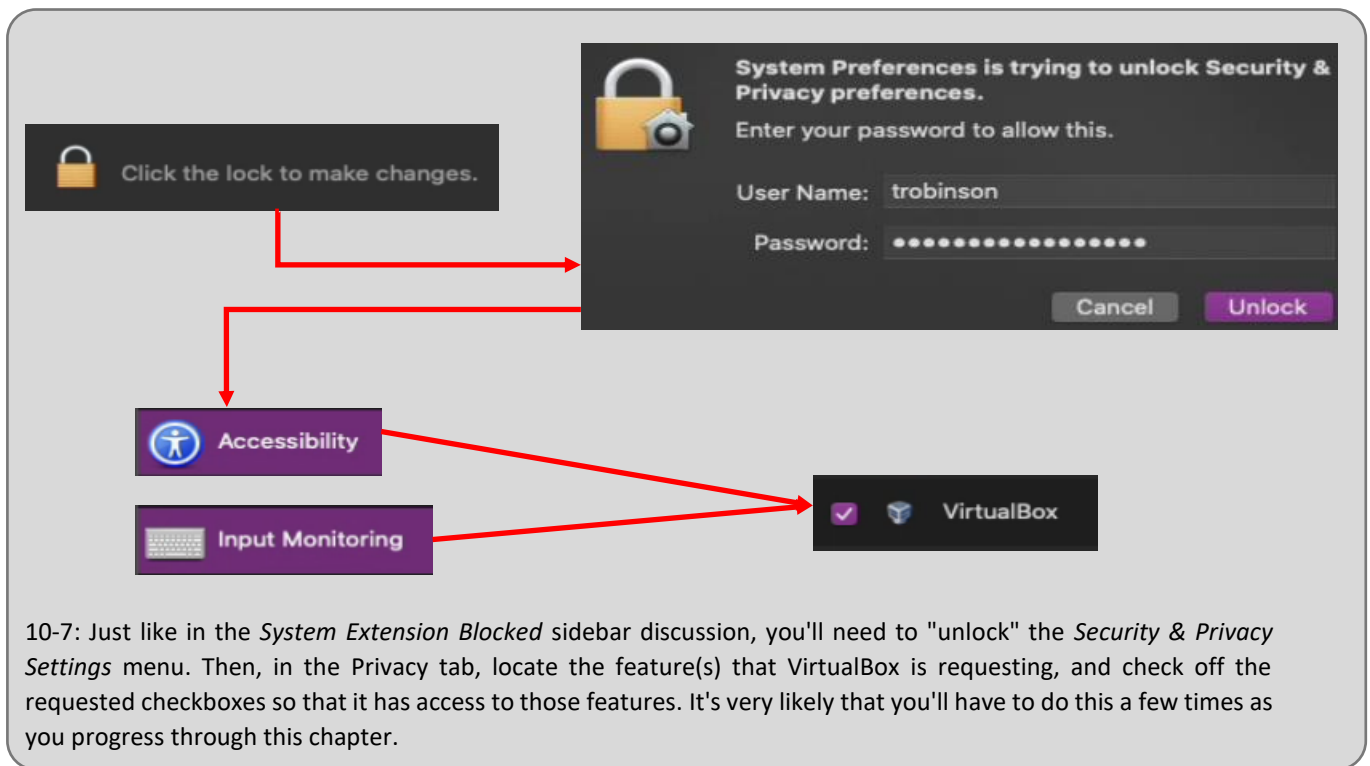 Click the lock to make changes.
System Preferences is trying to unlock Security &
Privacy preferences.
Enter your password to allow this.
User Name: trobinson
Password: ••••••••••••••••••
Cancel Unlock
Accessibility
Input Monitoring
VirtualBox
10-7: Just like in the System Extension Blocked sidebar discussion, you'll need to "unlock" the Security & Privacy
Settings menu. Then, in the Privacy tab, locate the feature(s) that VirtualBox is requesting, and check off the
requested checkboxes so that it has access to those features. It's very likely that you'll have to do this a few times as
you progress through this chapter.